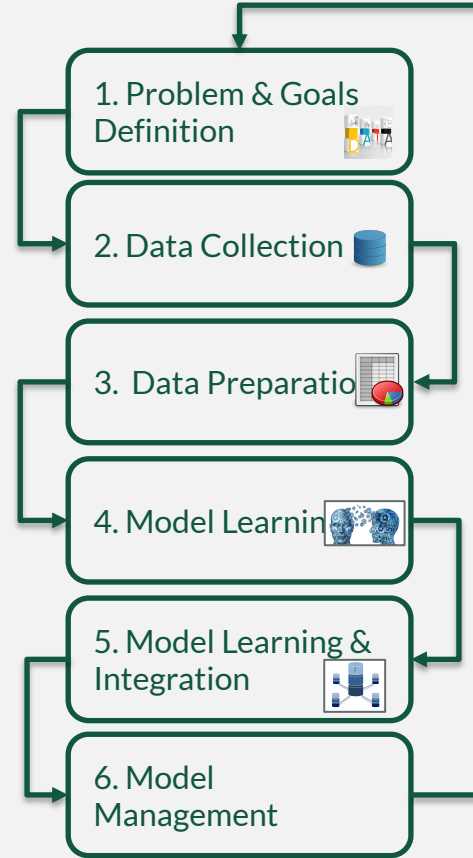 1. Problem & Goals
Definition
DATA
2. Data Collection
3. Data Preparatio
4. Model Learnin
5. Model Learning &
Integration
6. Model
Management